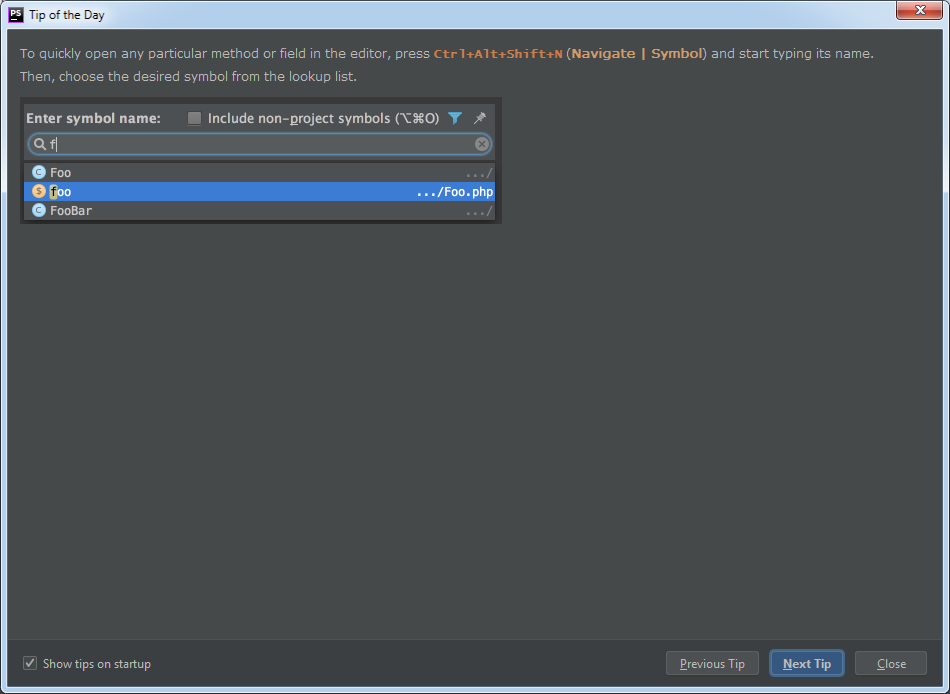 PS Tip of the Day
To quickly open any particular method or field in the editor, press Ctrl+Alt+Shift+N (Navigate | Symbol) and start typing its name.
Then, choose the desired symbol from the lookup list.
Enter symbol name: Include non-project symbols (⌥⌘O)
f
C Foo .../
$ foo .../Foo.php
C FooBar .../
Show tips on startup Previous Tip Next Tip Close